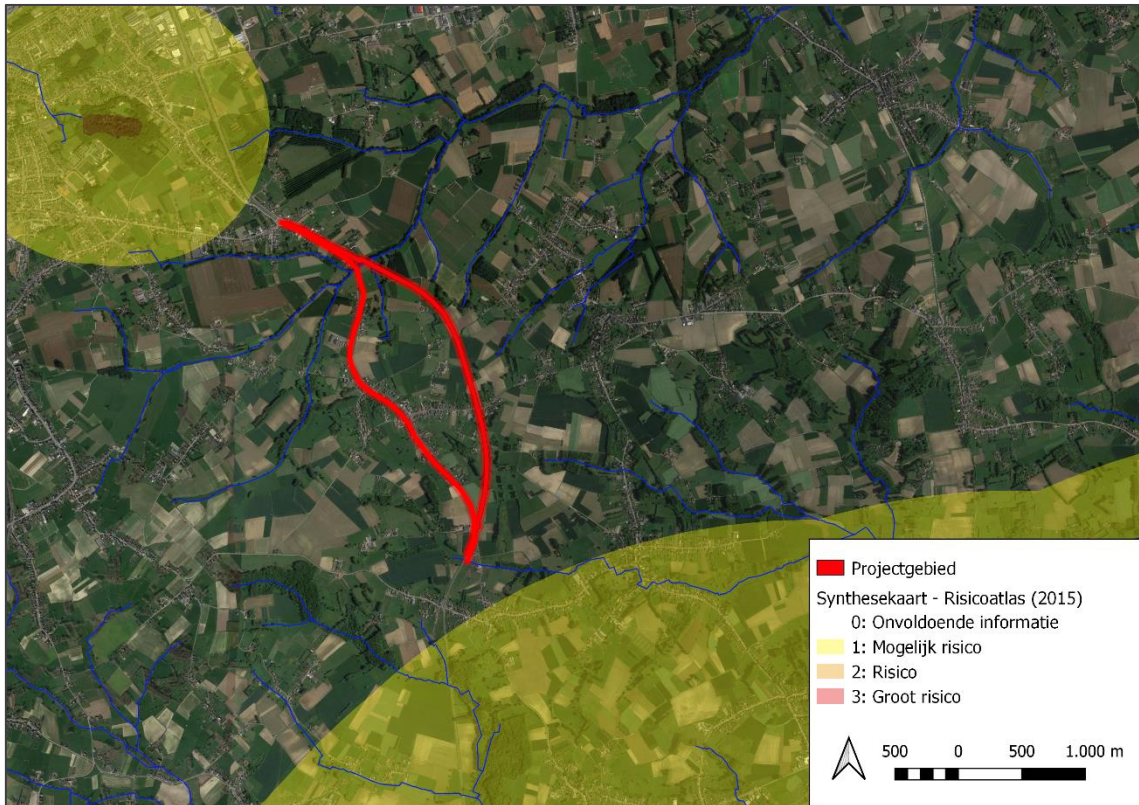 Projectgebied
Synthesekaart - Risicoatlas (2015)
0: Onvoldoende informatie
1: Mogelijk risico
2: Risico
3: Groot risico
500 0 500 1.000 m